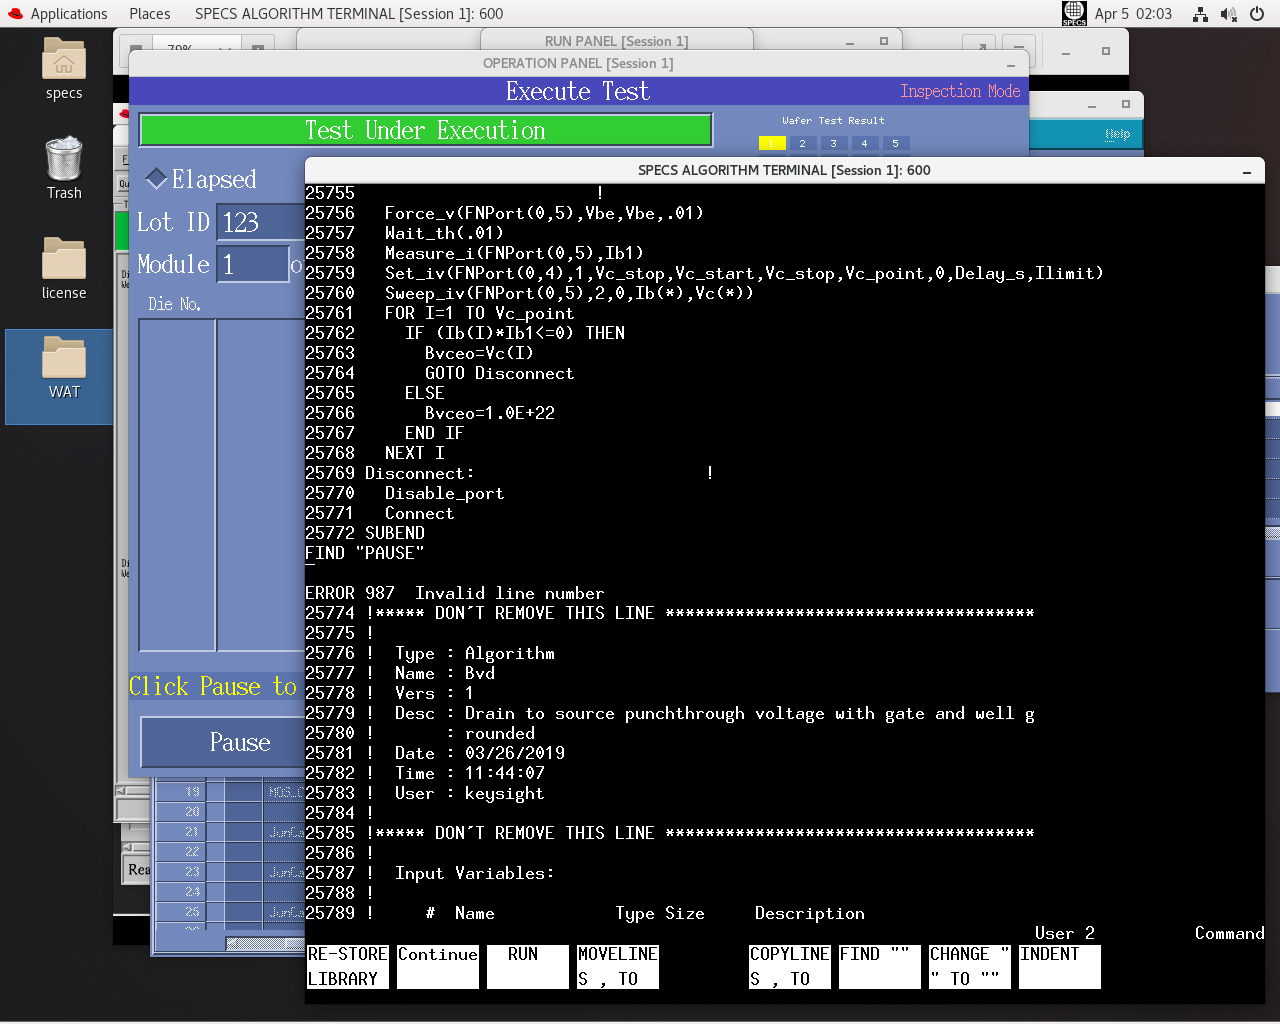 Applications Places SPECS ALGORITHM TERMINAL [Session 1]: 600 SPECS Apr 5 02:03
specs
Trash
license
WAT
RUN PANEL [Session 1]
OPERATION PANEL [Session 1]
Execute Test Inspection Mode
Test Under Execution
Wafer Test Result
2 3 4 5
Help
Elapsed
Lot ID 123
Module 1
Die No.
Click Pause to
Pause
19
20
21
22
23
24
25
SPECS ALGORITHM TERMINAL [Session 1]: 600
25755 !
25756 Force_v(FNPort(0,5),Vbe,Vbe,.01)
25757 Wait_th(.01)
25758 Measure_i(FNPort(0,5),Ib1)
25759 Set_iv(FNPort(0,4),1,Vc_stop,Vc_start,Vc_stop,Vc_point,0,Delay_s,Ilimit)
25760 Sweep_iv(FNPort(0,5),2,0,Ib(*),Vc(*))
25761 FOR I=1 TO Vc_point
25762 IF (Ib(I)*Ib1<=0) THEN
25763 Bvceo=Vc(I)
25764 GOTO Disconnect
25765 ELSE
25766 Bvceo=1.0E+22
25767 END IF
25768 NEXT I
25769 Disconnect: !
25770 Disable_port
25771 Connect
25772 SUBEND
FIND "PAUSE"
ERROR 987 Invalid line number
25774 !***** DON'T REMOVE THIS LINE *************************************
25775 !
25776 ! Type : Algorithm
25777 ! Name : Bvd
25778 ! Vers : 1
25779 ! Desc : Drain to source punchthrough voltage with gate and well g
25780 ! : rounded
25781 ! Date : 03/26/2019
25782 ! Time : 11:44:07
25783 ! User : keysight
25784 !
25785 !***** DON'T REMOVE THIS LINE *************************************
25786 !
25787 ! Input Variables:
25788 !
25789 ! # Name Type Size Description
User 2 Command
RE-STORE LIBRARY
Continue
RUN
MOVELINE S , TO
COPYLINE S , TO
FIND ""
CHANGE " " TO ""
INDENT